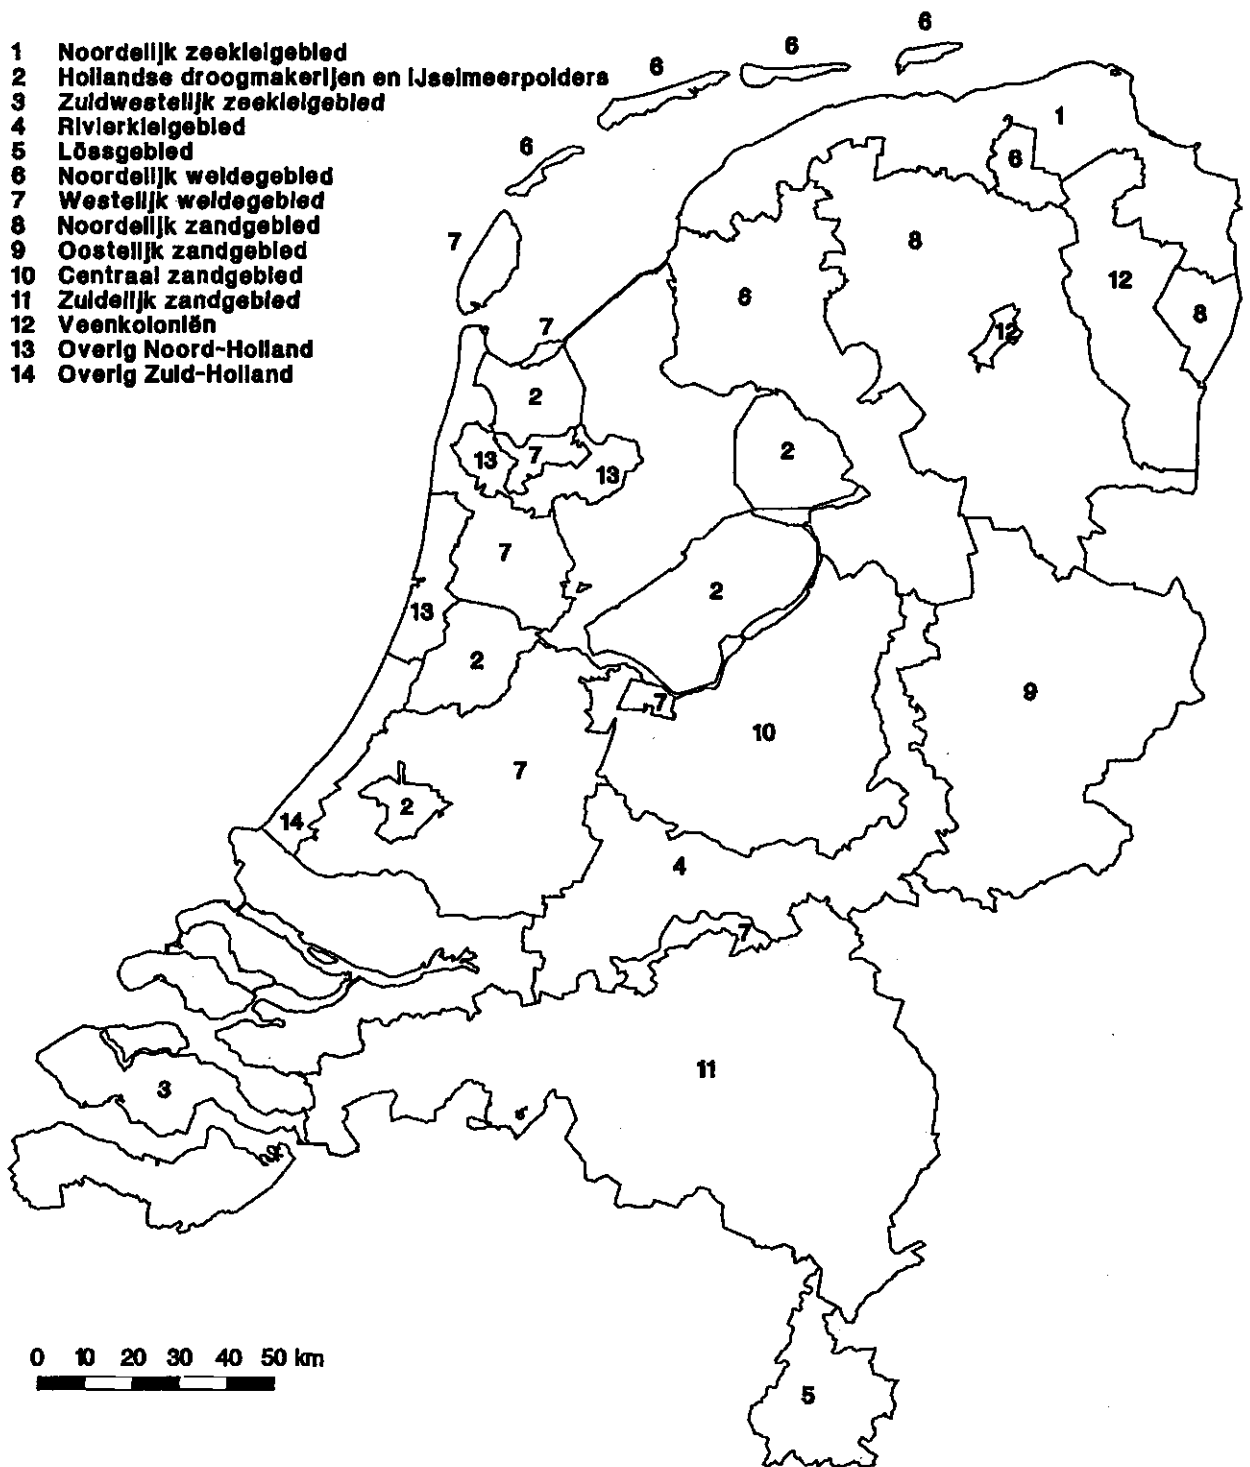 1 Noordelijk zeekleigebied
2 Hollandse droogmakerijen en IJselmeerpolders
3 Zuidwestelijk zeekleigebied
4 Rivierkleigebied
5 Lössgebied
6 Noordelijk weidegebied
7 Westelijk weidegebied
8 Noordelijk zandgebied
9 Oostelijk zandgebied
10 Centraal zandgebied
11 Zuidelijk zandgebied
12 Veenkoloniën
13 Overig Noord-Holland
14 Overig Zuid-Holland
6
6
6
6
1
6
7
8
12
6
8
7
12
2
7
13
13
2
7
2
13
2
7
9
10
7
2
14
4
7
11
3
0 10 20 30 40 50 km
5